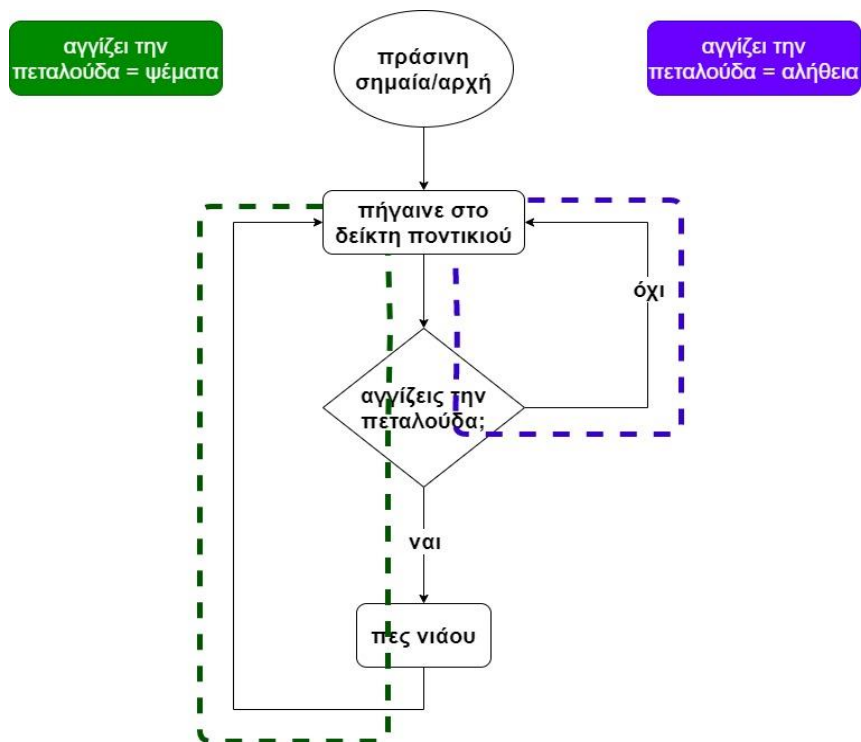 αγγίζει την
πεταλούδα = ψέματα
πράσινη
σημαία/αρχή
αγγίζει την
πεταλούδα = αλήθεια
πήγαινε στο
δείκτη ποντικιού
όχι
αγγίζεις την
πεταλούδα;
ναι
πες νιάου